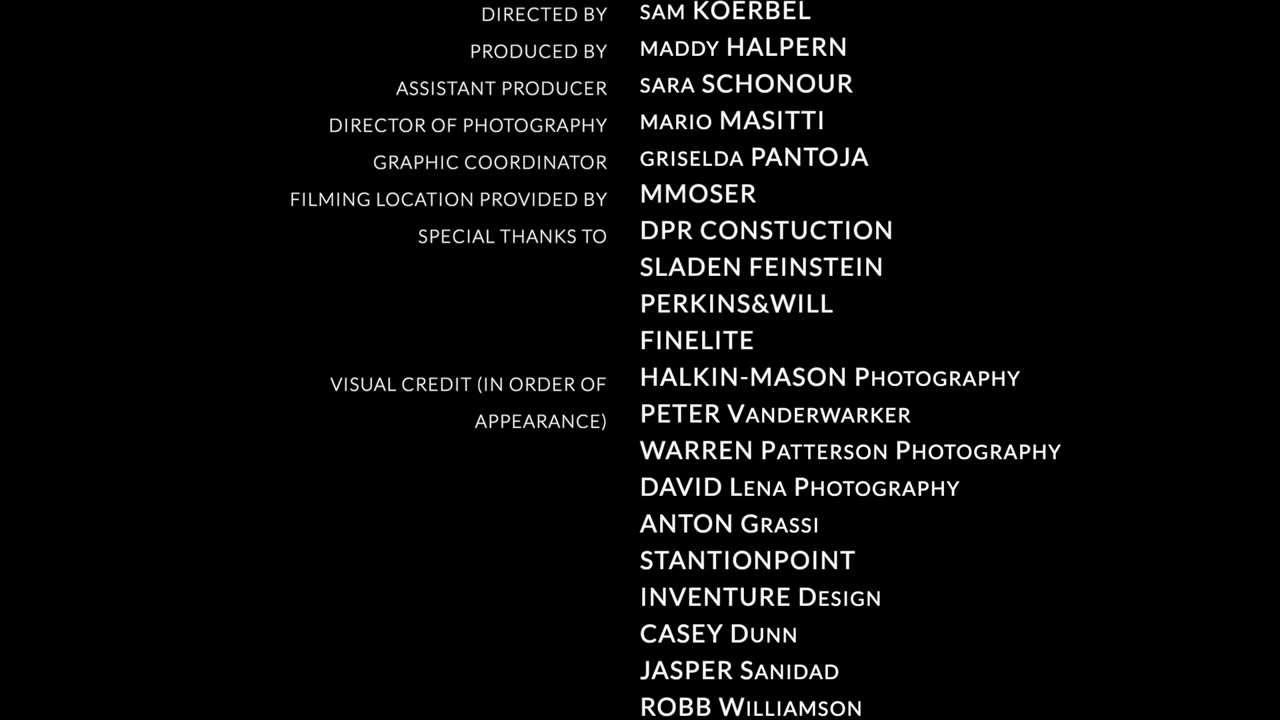 DIRECTED BY SAM KOERBEL
PRODUCED BY MADDY HALPERN
ASSISTANT PRODUCER SARA SCHONOUR
DIRECTOR OF PHOTOGRAPHY MARIO MASITTI
GRAPHIC COORDINATOR GRISELDA PANTOJA
FILMING LOCATION PROVIDED BY MMOSER
SPECIAL THANKS TO DPR CONSTUCTION
SLADEN FEINSTEIN
PERKINS&WILL
FINELITE
VISUAL CREDIT (IN ORDER OF HALKIN-MASON PHOTOGRAPHY
APPEARANCE) PETER VANDERWARKER
WARREN PATTERSON PHOTOGRAPHY
DAVID LENA PHOTOGRAPHY
ANTON GRASSI
STANTIONPOINT
INVENTURE DESIGN
CASEY DUNN
JASPER SANIDAD
ROBB WILLIAMSON